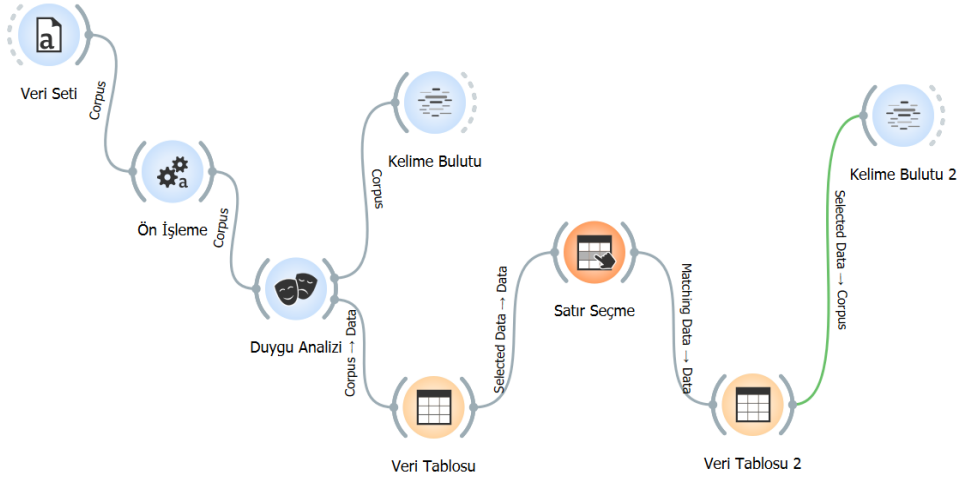 a
Veri Seti
Corpus
a
Ön İşleme
Corpus
Duygu Analizi
Corpus
Kelime Bulutu
Corpus → Data
Veri Tablosu
Selected Data → Data
Satır Seçme
Matching Data → Data
Veri Tablosu 2
Selected Data → Corpus
Kelime Bulutu 2